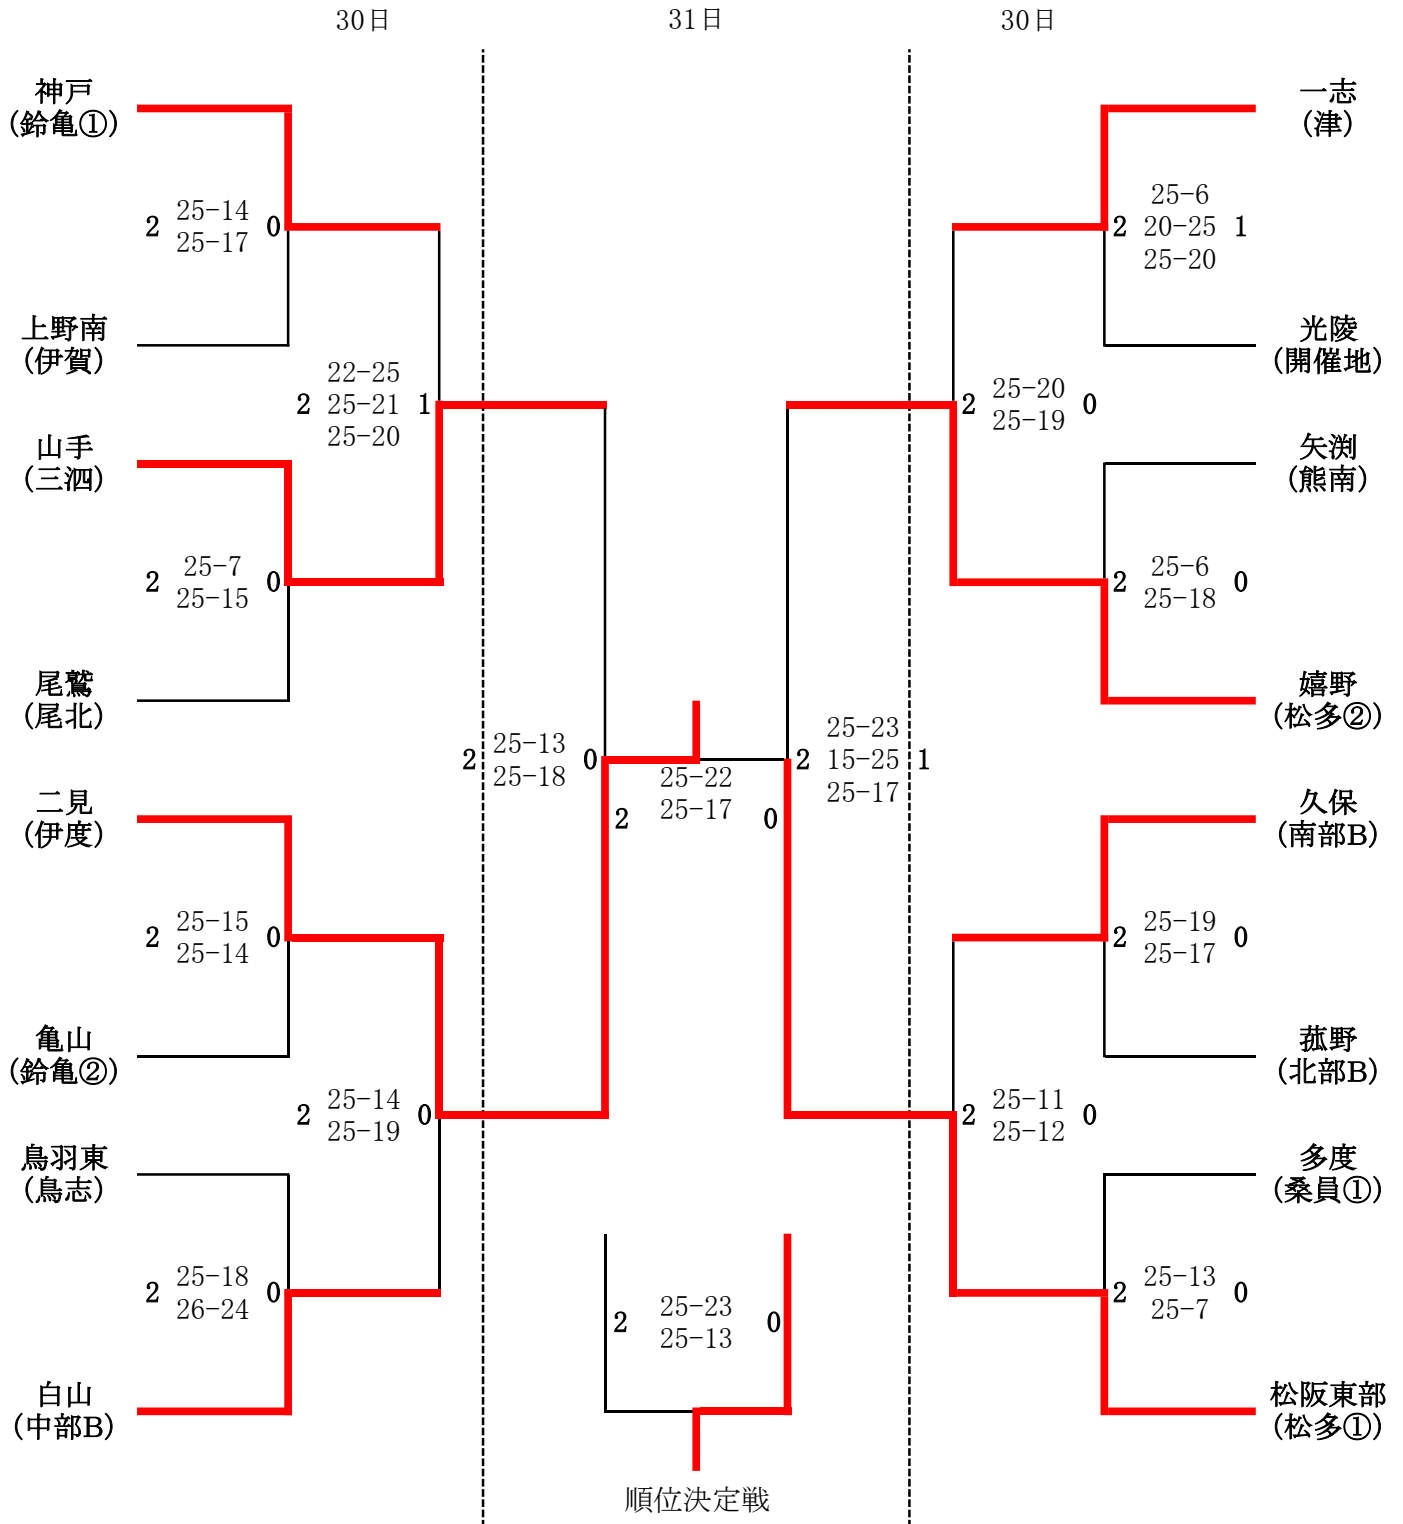 30日
31日
30日
神戸
(鈴亀①)
2 25-14 0
25-17
上野南
(伊賀)
22-25
2 25-21 1
25-20
山手
(三泗)
2 25-7 0
25-15
尾鷲
(尾北)
二見
(伊度)
2 25-15 0
25-14
亀山
(鈴亀②)
2 25-14 0
25-19
鳥羽東
(鳥志)
2 25-18 0
26-24
白山
(中部B)
2 25-13 0
25-18
25-22
2 25-17 0
25-23
2 15-25 1
25-17
2 25-23 0
25-13
順位決定戦
一志
(津)
25-6
2 20-25 1
25-20
光陵
(開催地)
2 25-20 0
25-19
矢渕
(熊南)
2 25-6 0
25-18
嬉野
(松多②)
久保
(南部B)
2 25-19 0
25-17
菰野
(北部B)
2 25-11 0
25-12
多度
(桑員①)
2 25-13 0
25-7
松阪東部
(松多①)